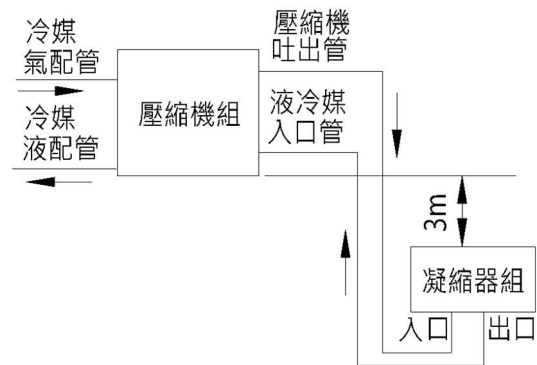 冷媒
氣配管
冷媒
液配管
壓縮機組
壓縮機
吐出管
液冷媒
入口管
3m
凝縮器組
入口
出口